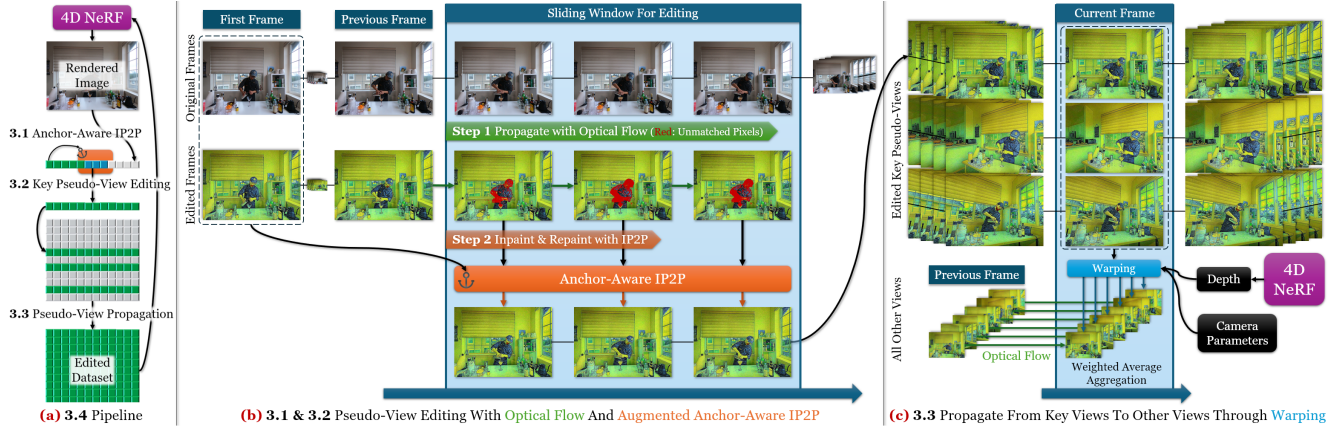 4D NeRF
Rendered
Image
3.1 Anchor-Aware IP2P
3.2 Key Pseudo-View Editing
3.3 Pseudo-View Propagation
Edited
Dataset
(a) 3.4 Pipeline
First Frame
Previous Frame
Sliding Window For Editing
Original Frames
Step 1 Propagate with Optical Flow (Red: Unmatched Pixels)
Edited Frames
Step 2 Inpaint & Repaint with IP2P
Anchor-Aware IP2P
(b) 3.1 & 3.2 Pseudo-View Editing With Optical Flow And Augmented Anchor-Aware IP2P
Current Frame
Edited Key Pseudo-Views
Warping
Previous Frame
Depth
4D
NeRF
All Other Views
Camera
Parameters
Optical Flow
Weighted Average
Aggregation
(c) 3.3 Propagate From Key Views To Other Views Through Warping